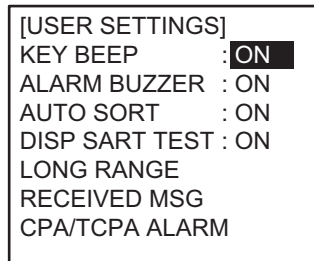 [USER SETTINGS]
KEY BEEP : ON
ALARM BUZZER : ON
AUTO SORT : ON
DISP SART TEST : ON
LONG RANGE
RECEIVED MSG
CPA/TCPA ALARM